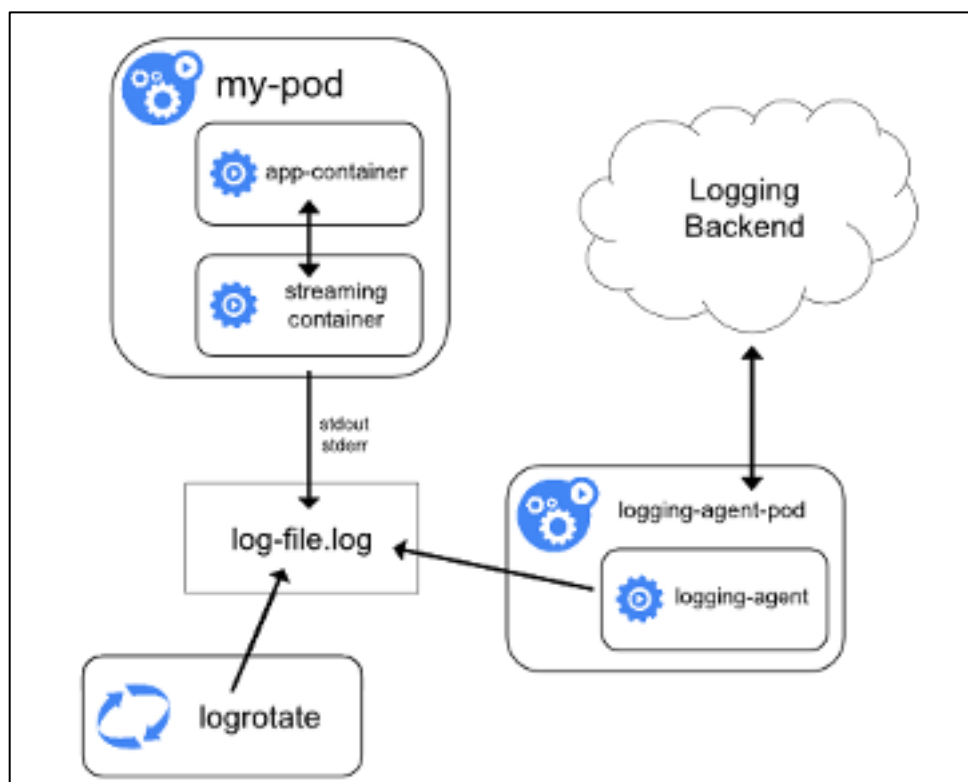 my-pod
app-container
streaming
container
Logging
Backend
stdout
stderr
log-file.log
logging-agent-pod
logging-agent
logrotate